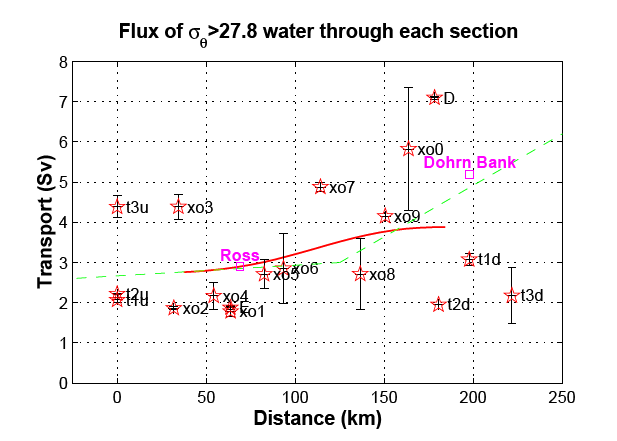 Flux of σθ>27.8 water through each section
8
7
6
5
4
3
2
1
0
Transport (Sv)
D
xo0
Dohrn Bank
xo7
t3u
xo3
xo9
Ross
t1d
xo5
xo6
xo8
t2u
t1u
xo4
t3d
xo2
E
xo1
t2d
0
50
100
150
200
250
Distance (km)